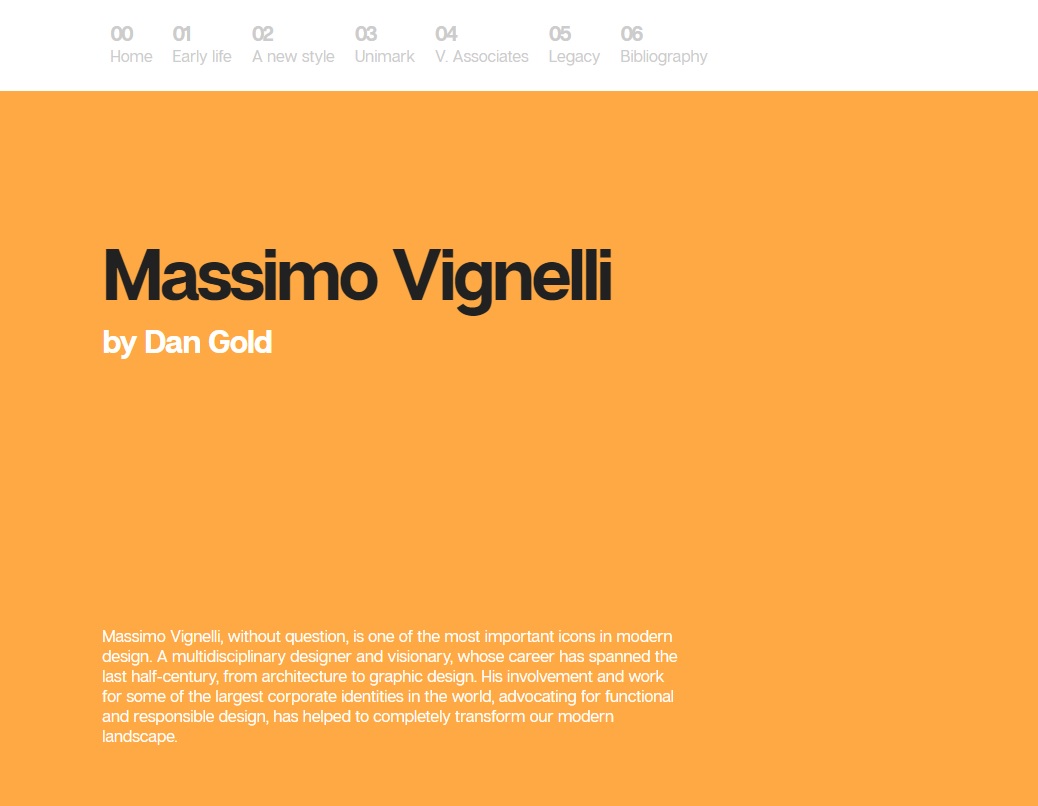 00 01 02 03 04 05 06
Home Early life A new style Unimark V. Associates Legacy Bibliography
Massimo Vignelli
by Dan Gold
Massimo Vignelli, without question, is one of the most important icons in modern
design. A multidisciplinary designer and visionary, whose career has spanned the
last half-century, from architecture to graphic design. His involvement and work
for some of the largest corporate identities in the world, advocating for functional
and responsible design, has helped to completely transform our modern
landscape.